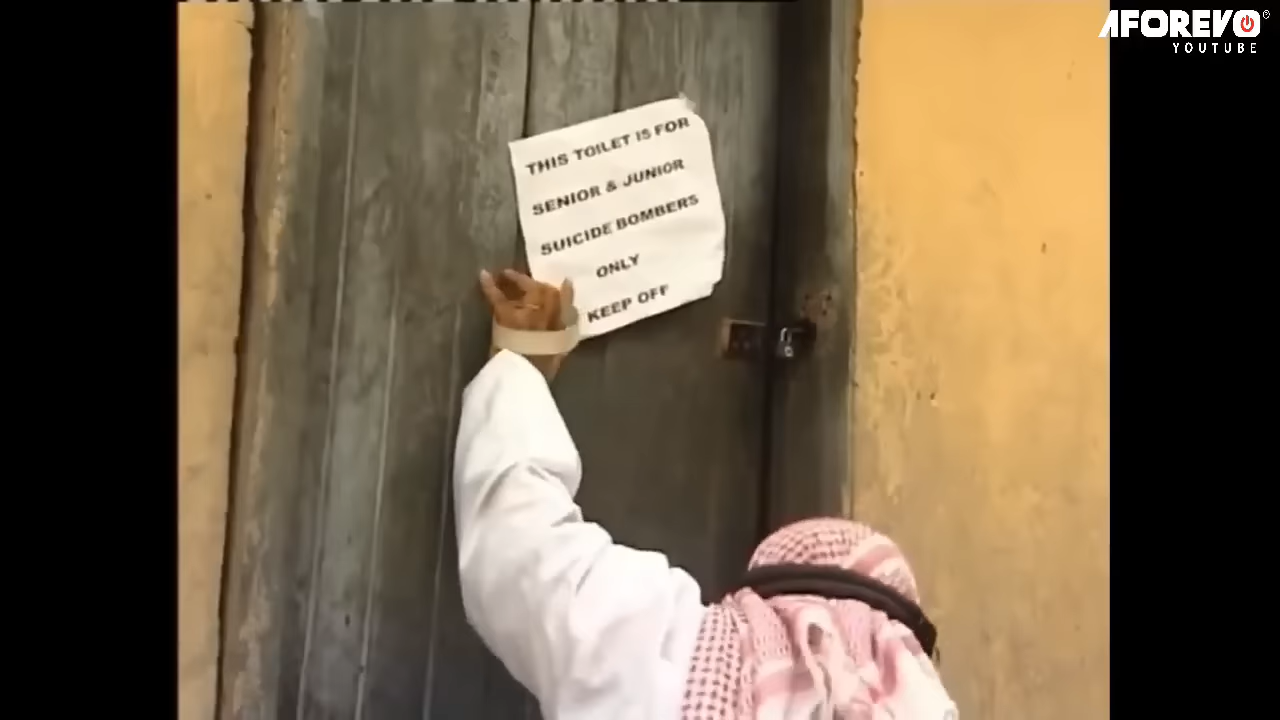 AFOREVO
YOUTUBE
THIS TOILET IS FOR
SENIOR & JUNIOR
SUICIDE BOMBERS
ONLY
KEEP OFF